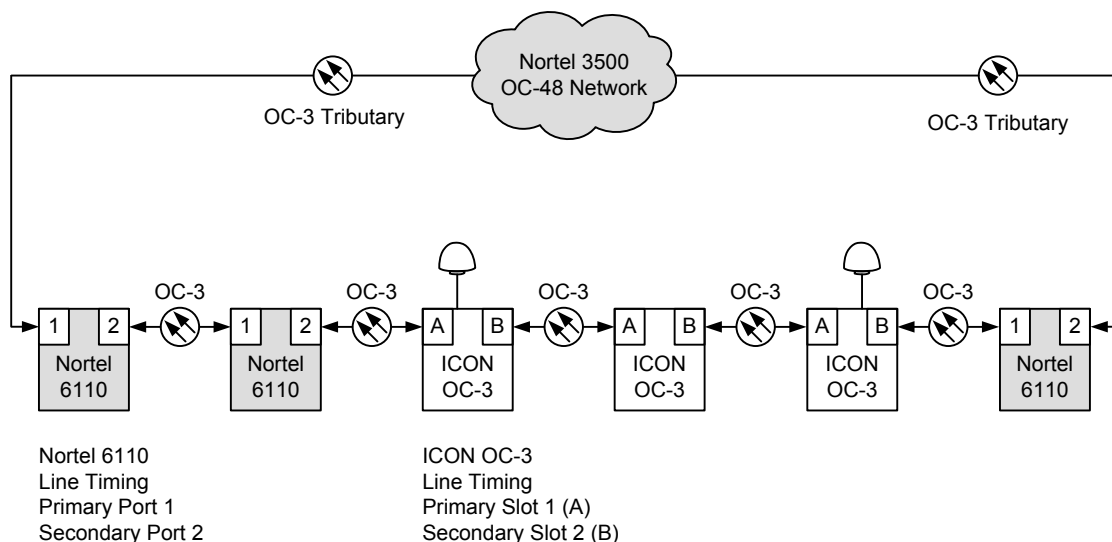 Nortel 3500
OC-48 Network
OC-3 Tributary
OC-3 Tributary
OC-3
OC-3
OC-3
OC-3
OC-3
1 2
Nortel
6110
1 2
Nortel
6110
A B
ICON
OC-3
A B
ICON
OC-3
A B
ICON
OC-3
1 2
Nortel
6110
Nortel 6110
Line Timing
Primary Port 1
Secondary Port 2
ICON OC-3
Line Timing
Primary Slot 1 (A)
Secondary Slot 2 (B)